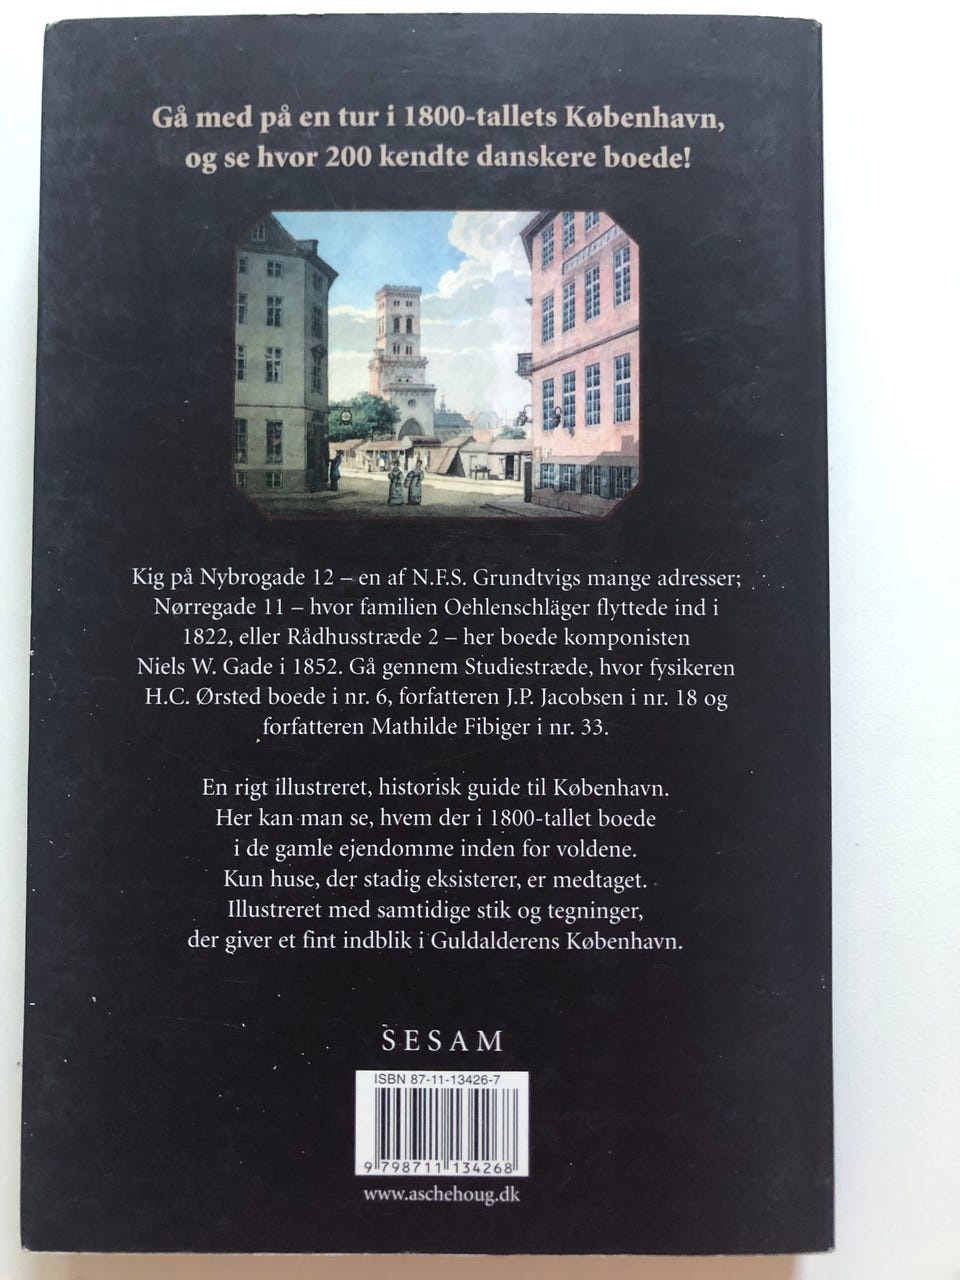 Gå med på en tur i 1800-tallets København,
og se hvor 200 kendte danskere boede!
Kig på Nybrogade 12 – en af N.F.S. Grundtvigs mange adresser;
Nørregade 11 – hvor familien Oehlenschläger flyttede ind i
1822, eller Rådhusstræde 2 – her boede komponisten
Niels W. Gade i 1852. Gå gennem Studiestræde, hvor fysikeren
H.C. Ørsted boede i nr. 6, forfatteren J.P. Jacobsen i nr. 18 og
forfatteren Mathilde Fibiger i nr. 33.
En rigt illustreret, historisk guide til København.
Her kan man se, hvem der i 1800-tallet boede
i de gamle ejendomme inden for voldene.
Kun huse, der stadig eksisterer, er medtaget.
Illustreret med samtidige stik og tegninger,
der giver et fint indblik i Guldalderens København.
SESAM
ISBN 87-11-13426-7
9 798711 134268
www.aschehoug.dk